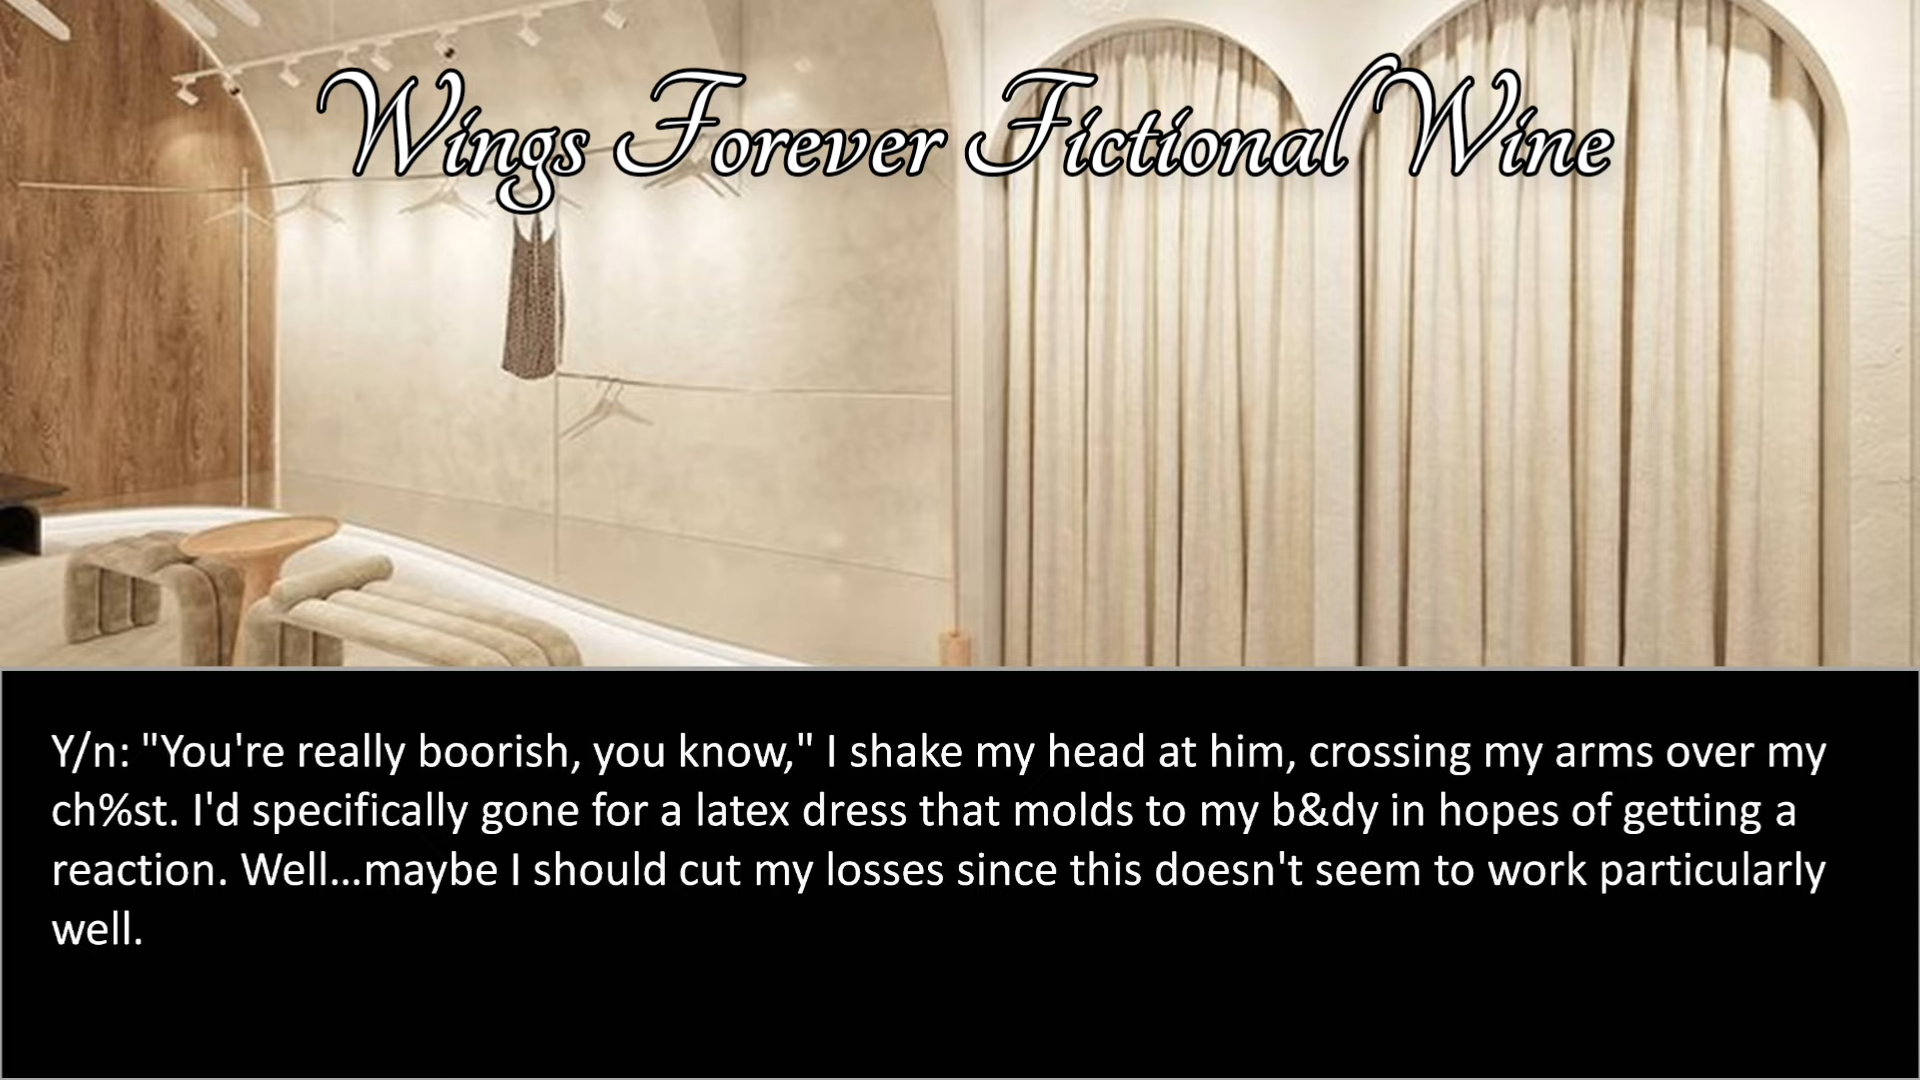 Wings Forever Fictional Wine
Y/n: "You're really boorish, you know," I shake my head at him, crossing my arms over my
ch%st. I'd specifically gone for a latex dress that molds to my b&dy in hopes of getting a
reaction. Well...maybe I should cut my losses since this doesn't seem to work particularly
well.